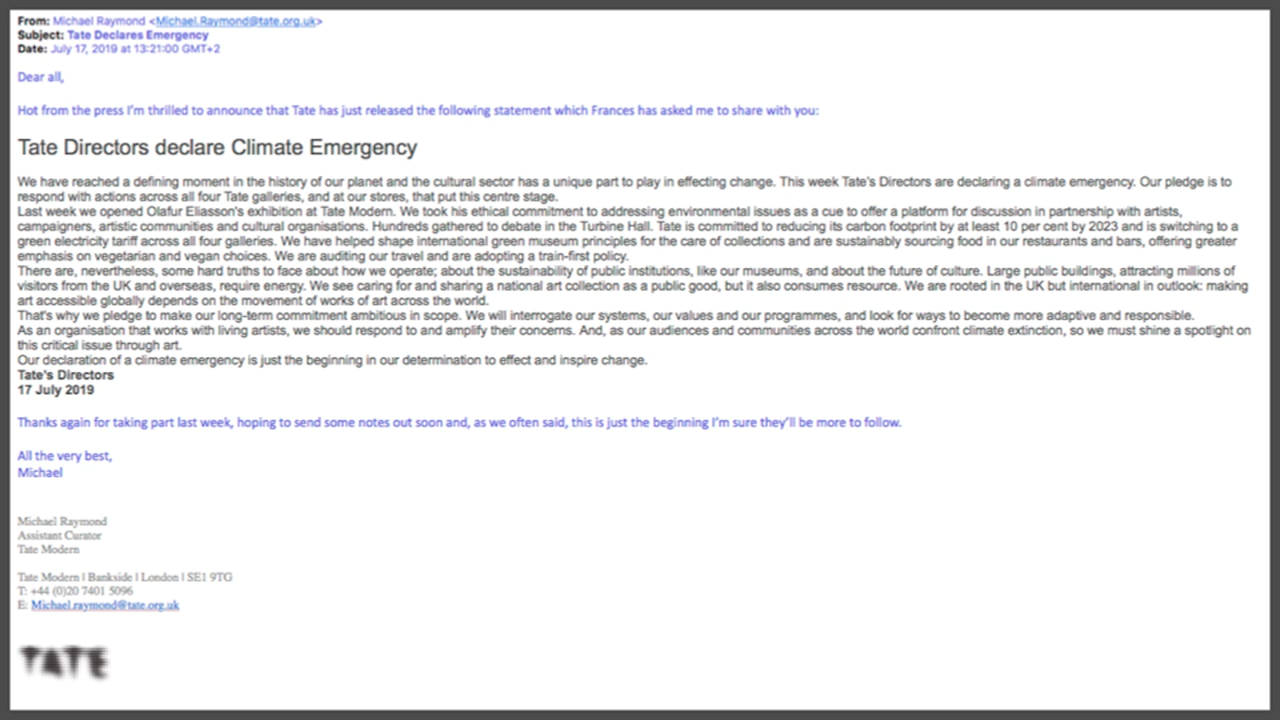 From: Michael Raymond <Michael.Raymond@tate.org.uk>
Subject: Tate Declares Emergency
Date: July 17, 2019 at 13:21:00 GMT+2
Dear all,
Hot from the press I'm thrilled to announce that Tate has just released the following statement which Frances has asked me to share with you:
Tate Directors declare Climate Emergency
We have reached a defining moment in the history of our planet and the cultural sector has a unique part to play in effecting change. This week Tate's Directors are declaring a climate emergency. Our pledge is to
respond with actions across all four Tate galleries, and at our stores, that put this centre stage.
Last week we opened Olafur Eliasson's exhibition at Tate Modern. We took his ethical commitment to addressing environmental issues as a cue to offer a platform for discussion in partnership with artists,
campaigners, artistic communities and cultural organisations. Hundreds gathered to debate in the Turbine Hall. Tate is committed to reducing its carbon footprint by at least 10 per cent by 2023 and is switching to a
green electricity tariff across all four galleries. We have helped shape international green museum principles for the care of collections and are sustainably sourcing food in our restaurants and bars, offering greater
emphasis on vegetarian and vegan choices. We are auditing our travel and are adopting a train-first policy.
There are, nevertheless, some hard truths to face about how we operate; about the sustainability of public institutions, like our museums, and about the future of culture. Large public buildings, attracting millions of
visitors from the UK and overseas, require energy. We see caring for and sharing a national art collection as a public good, but it also consumes resource. We are rooted in the UK but international in outlook: making
art accessible globally depends on the movement of works of art across the world.
That's why we pledge to make our long-term commitment ambitious in scope. We will interrogate our systems, our values and our programmes, and look for ways to become more adaptive and responsible.
As an organisation that works with living artists, we should respond to and amplify their concerns. And, as our audiences and communities across the world confront climate extinction, so we must shine a spotlight on
this critical issue through art.
Our declaration of a climate emergency is just the beginning in our determination to effect and inspire change.
Tate's Directors
17 July 2019
Thanks again for taking part last week, hoping to send some notes out soon and, as we often said, this is just the beginning I'm sure they'll be more to follow.
All the very best,
Michael
Michael Raymond
Assistant Curator
Tate Modern
Tate Modern | Bankside | London | SE1 9TG
T: +44 (0)20 7401 5096
E: Michael.raymond@tate.org.uk
TATE